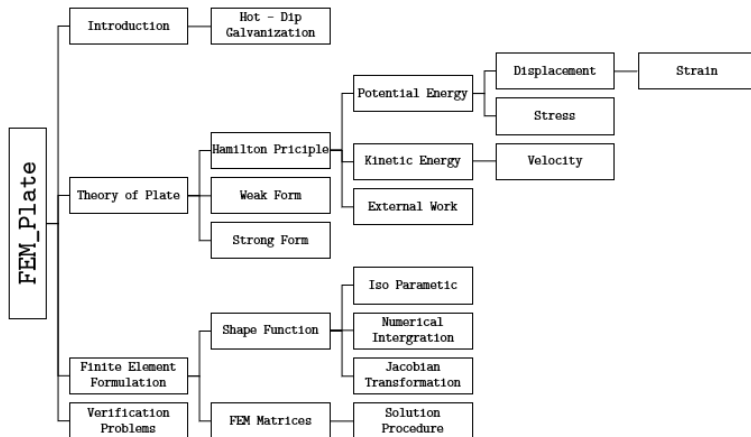 FEM_Plate
Introduction
Hot - Dip
Galvanization
Theory of Plate
Hamilton Priciple
Potential Energy
Displacement
Strain
Stress
Kinetic Energy
Velocity
External Work
Weak Form
Strong Form
Finite Element
Formulation
Shape Function
Iso Parametic
Numerical
Intergration
Jacobian
Transformation
FEM Matrices
Solution
Procedure
Verification
Problems